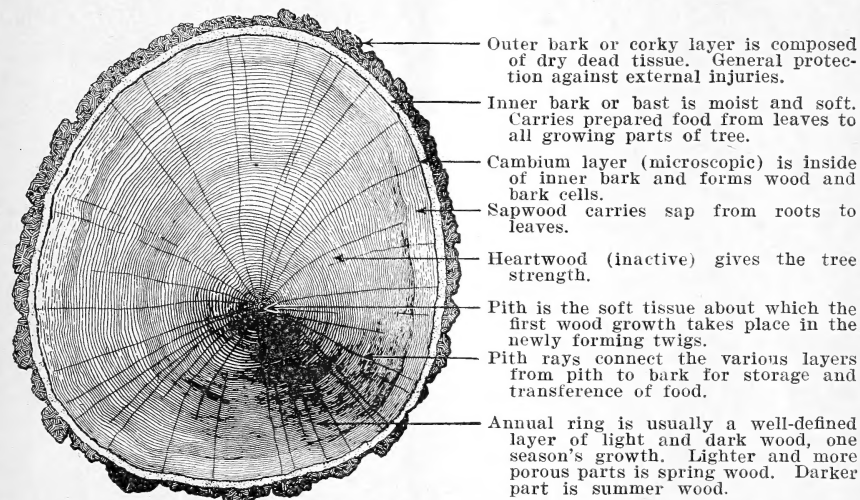 Outer bark or corky layer is composed
of dry dead tissue. General protec-
tion against external injuries.
Inner bark or bast is moist and soft.
Carries prepared food from leaves to
all growing parts of tree.
Cambium layer (microscopic) is inside
of inner bark and forms wood and
bark cells.
Sapwood carries sap from roots to
leaves.
Heartwood (inactive) gives the tree
strength.
Pith is the soft tissue about which the
first wood growth takes place in the
newly forming twigs.
Pith rays connect the various layers
from pith to bark for storage and
transference of food.
Annual ring is usually a well-defined
layer of light and dark wood, one
season's growth. Lighter and more
porous parts is spring wood. Darker
part is summer wood.